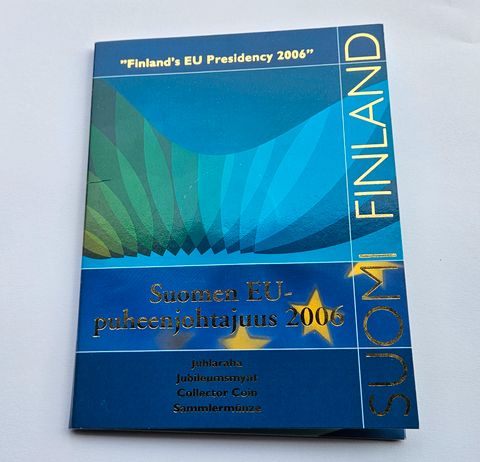 "Finland's EU Presidency 2006"
SUOMI FINLAND
Suomen EU-
puheenjohtajuus 2006
Juhlaraha
Jubileumsmynt
Collector Coin
Sammlermünze